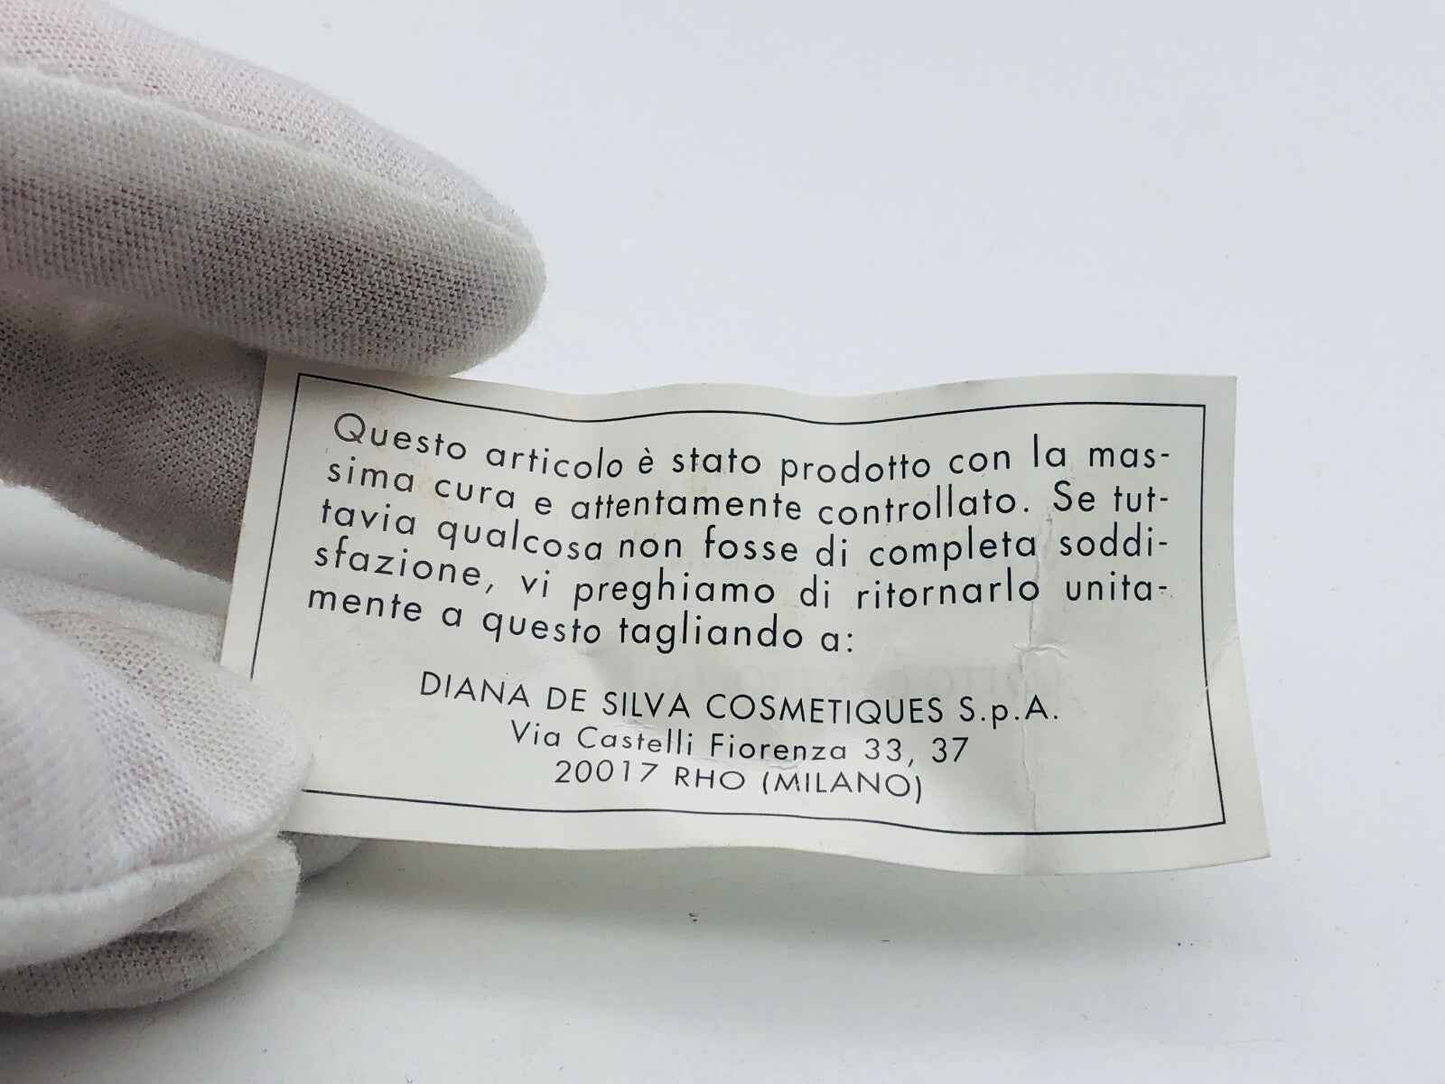 Questo articolo è stato prodotto con la mas-
sima cura e attentamente controllato. Se tut-
tavia qualcosa non fosse di completa soddi-
sfazione, vi preghiamo di ritornarlo unita-
mente a questo tagliando a:
DIANA DE SILVA COSMETIQUES S.p.A.
Via Castelli Fiorenza 33, 37
20017 RHO (MILANO)